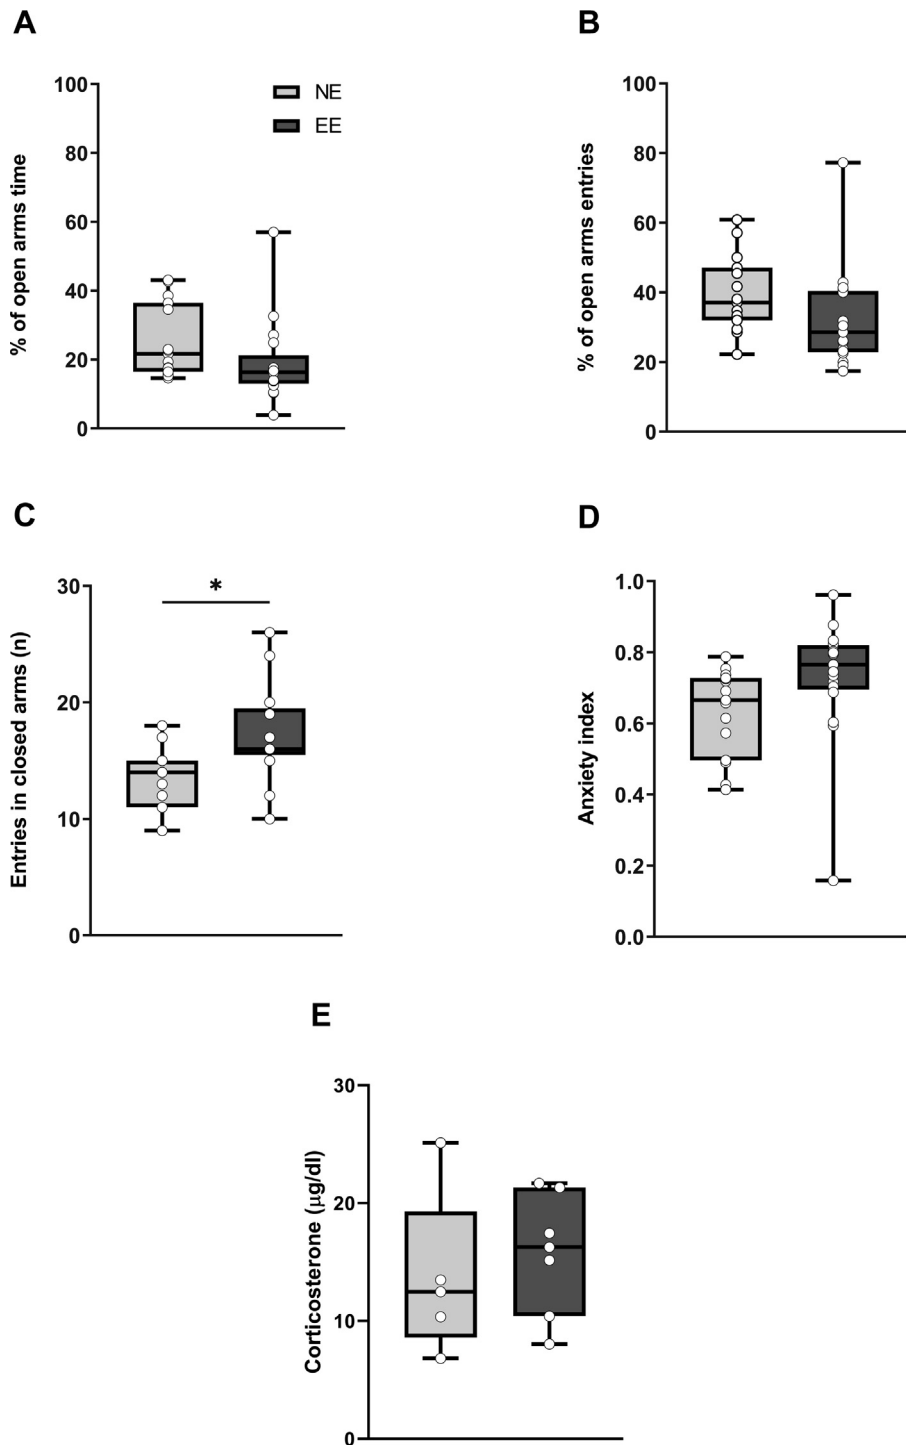 A
B
NE
EE
100
80
60
40
20
0
% of open arms time
100
80
60
40
20
0
% of open arms entries
C
D
*
30
20
10
0
Entries in closed arms (n)
1.0
0.8
0.6
0.4
0.2
0.0
Anxiety index
E
30
20
10
0
Corticosterone (µg/dl)